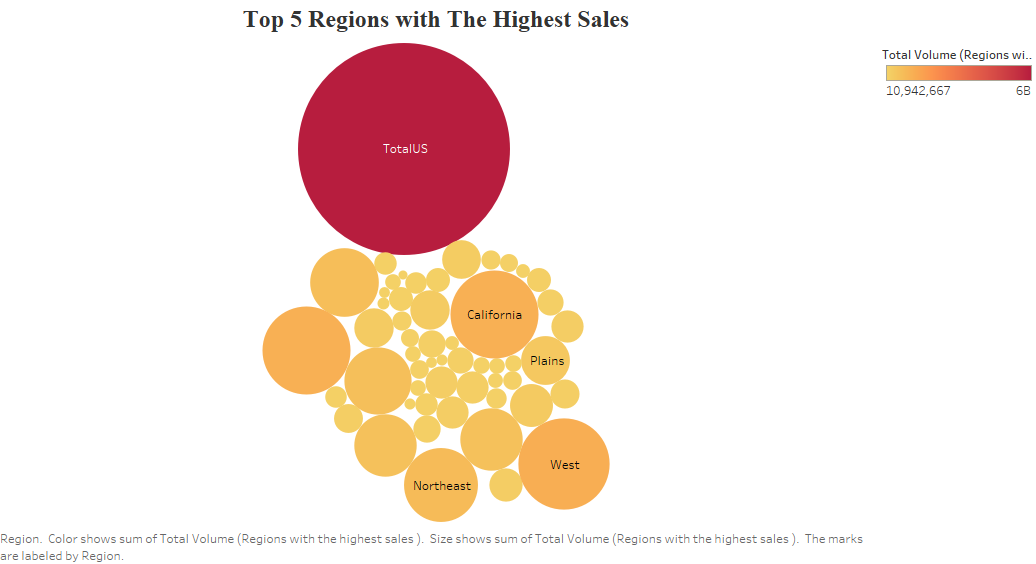 Top 5 Regions with The Highest Sales
Total Volume (Regions wi..
10,942,667 6B
TotalUS
California
Plains
West
Northeast
Region. Color shows sum of Total Volume (Regions with the highest sales ). Size shows sum of Total Volume (Regions with the highest sales ). The marks
are labeled by Region.